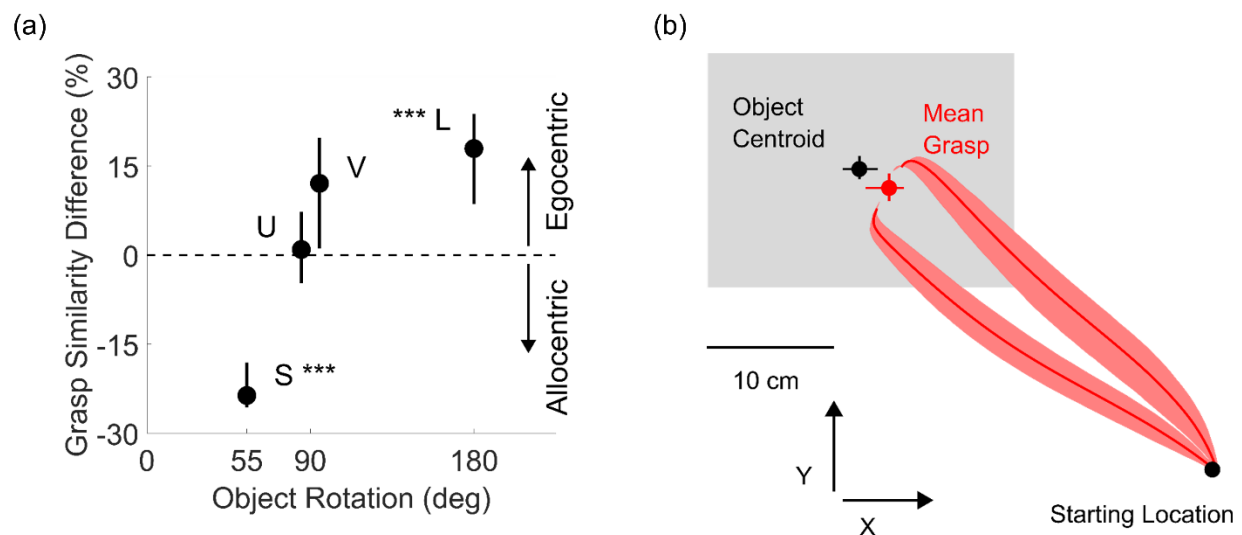 (a)
Grasp Similarity Difference (%)
30
15
0
-15
-30
*** L
V
U
S ***
Egocentric
Allocentric
0
55
90
180
Object Rotation (deg)
(b)
Object
Centroid
Mean
Grasp
10 cm
Y
X
Starting Location